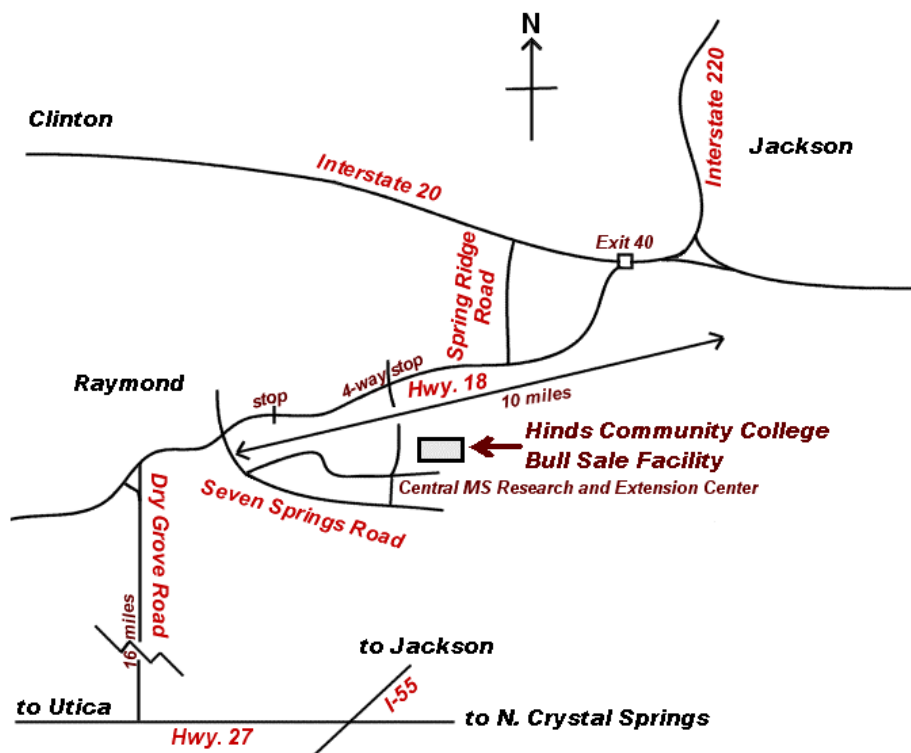 N
Clinton
Interstate 220
Jackson
Interstate 20
Exit 40
Spring Ridge
Road
Raymond
stop
4-way stop
Hwy. 18
10 miles
Hinds Community College
Bull Sale Facility
Central MS Research and Extension Center
Seven Springs Road
Dry Grove Road
16 miles
to Jackson
I-55
to Utica
Hwy. 27
to N. Crystal Springs